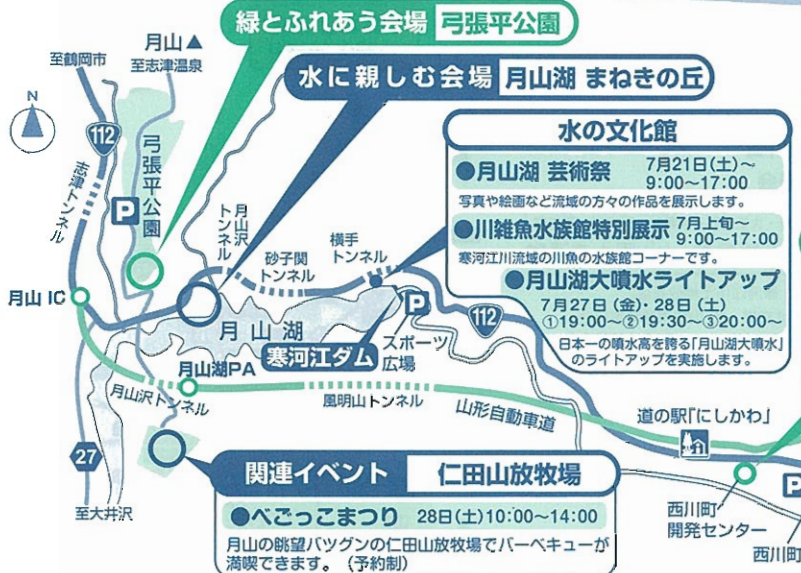 緑とふれあう会場 弓張平公園
水に親しむ会場 月山湖 まねきの丘
月山▲
至鶴岡市
至志津温泉
N
112
弓張平公園
志津トンネル
P
月山沢トンネル
砂子関トンネル
横手トンネル
水の文化館
●月山湖 芸術祭 7月21日(土)~
9:00~17:00
写真や絵画など流域の方々の作品を展示します。
●川雑魚水族館特別展示 7月上旬~
9:00~17:00
寒河江川流域の川魚の水族館コーナーです。
●月山湖大噴水ライトアップ
7月27日(金)・28日(土)
①19:00~②19:30~③20:00~
日本一の噴水高を誇る「月山湖大噴水」
のライトアップを実施します。
月山IC
月山湖
寒河江ダム
P
スポーツ
広場
112
月山湖PA
月山沢トンネル
風明山トンネル
山形自動車道
道の駅「にしかわ」
27
至大井沢
関連イベント 仁田山放牧場
●べごっこまつり 28日(土)10:00~14:00
月山の眺望バツグンの仁田山放牧場でバーベキューが
満喫できます。(予約制)
西川町
開発センター
P
西川町